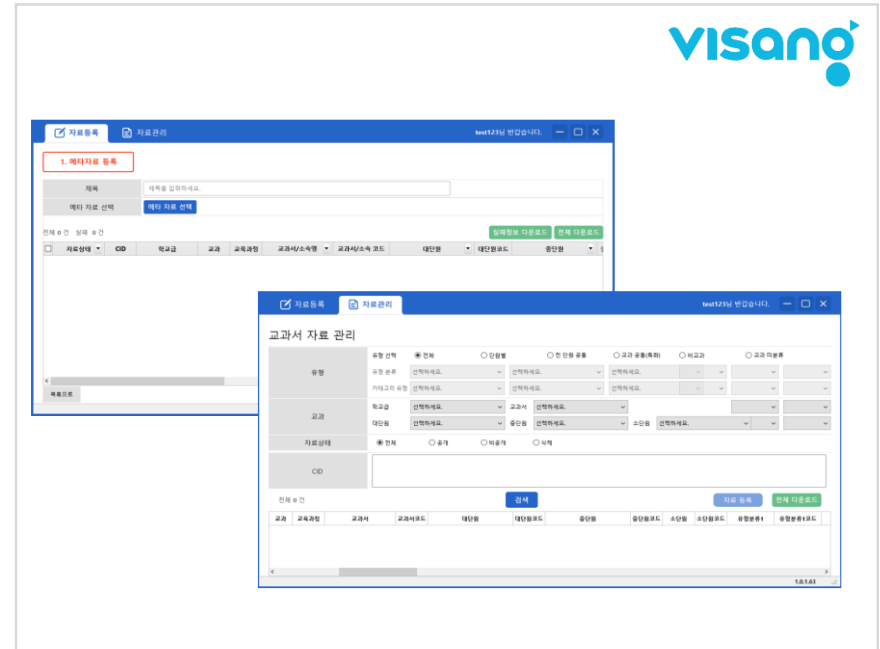 visang
자료등록 자료관리 test123님 반갑습니다.
1. 메타자료 등록
제목 제목을 입력하세요.
메타 자료 선택 메타 자료 선택
전체 0 건 실패 0 건 실패정보 다운로드 전체 다운로드
자료상태 CID 학교급 교과 교육과정 교과서/소속명 교과서/소속 코드 대단원 대단원코드 중단원
목록으로
자료등록 자료관리 test123님 반갑습니다.
교과서 자료 관리
유형 선택 전체 단원별 전 단원 공통 교과 공통(특화) 비교과 교과 미분류
유형
유형 분류 선택하세요. 선택하세요. 선택하세요.
카테고리 유형 선택하세요. 선택하세요. 선택하세요.
교과
학교급 선택하세요. 교과서 선택하세요.
대단원 선택하세요. 중단원 선택하세요. 소단원 선택하세요.
자료상태 전체 공개 비공개 삭제
CID
전체 0 건 검색 자료 등록 전체 다운로드
교과 교육과정 교과서 교과서코드 대단원 대단원코드 중단원 중단원코드 소단원 소단원코드 유형분류1 유형분류1코드
1.0.1.63